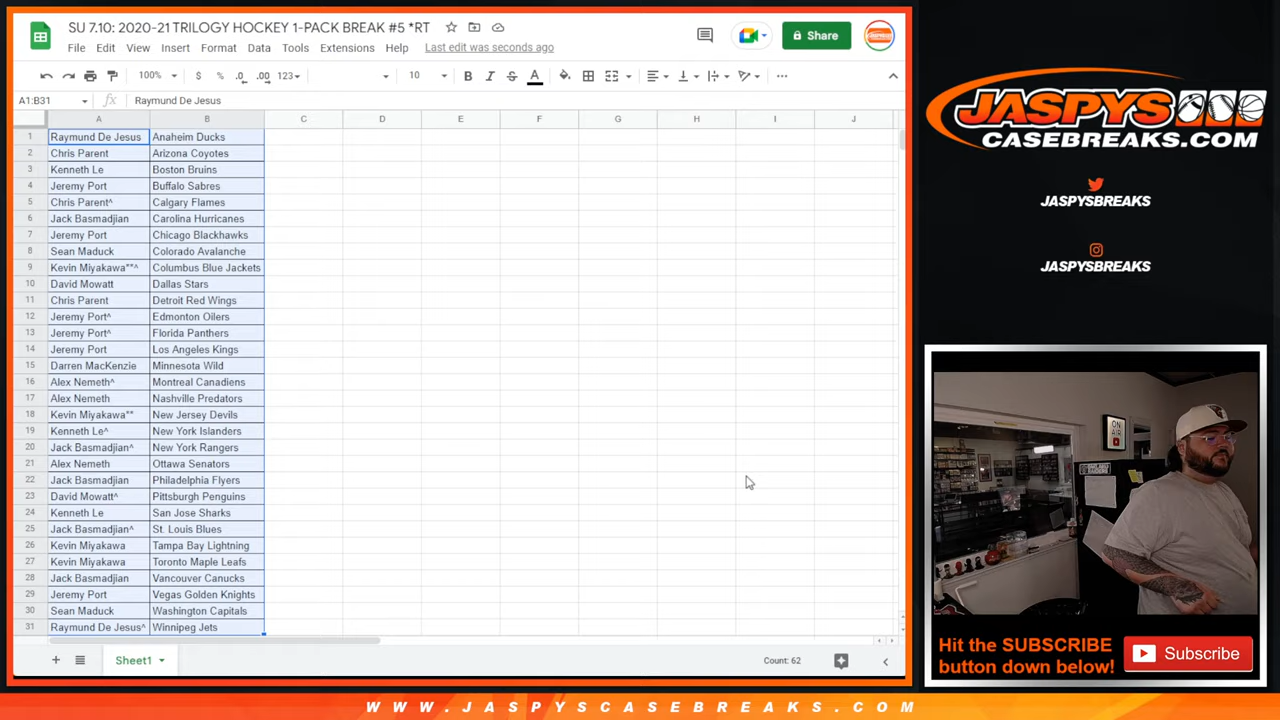 SU 7.10: 2020-21 TRILOGY HOCKEY 1-PACK BREAK #5 *RT
File Edit View Insert Format Data Tools Extensions Help Last edit was seconds ago
Share
100% $ % .0 .00 123 10 B I S A
A1:B31 fx Raymund De Jesus
A B C D E F G H I J
1 Raymund De Jesus Anaheim Ducks
2 Chris Parent Arizona Coyotes
3 Kenneth Le Boston Bruins
4 Jeremy Port Buffalo Sabres
5 Chris Parent^ Calgary Flames
6 Jack Basmadjian Carolina Hurricanes
7 Jeremy Port Chicago Blackhawks
8 Sean Maduck Colorado Avalanche
9 Kevin Miyakawa**^ Columbus Blue Jackets
10 David Mowatt Dallas Stars
11 Chris Parent Detroit Red Wings
12 Jeremy Port^ Edmonton Oilers
13 Jeremy Port^ Florida Panthers
14 Jeremy Port Los Angeles Kings
15 Darren MacKenzie Minnesota Wild
16 Alex Nemeth^ Montreal Canadiens
17 Alex Nemeth Nashville Predators
18 Kevin Miyakawa** New Jersey Devils
19 Kenneth Le^ New York Islanders
20 Jack Basmadjian^ New York Rangers
21 Alex Nemeth Ottawa Senators
22 Jack Basmadjian Philadelphia Flyers
23 David Mowatt^ Pittsburgh Penguins
24 Kenneth Le San Jose Sharks
25 Jack Basmadjian^ St. Louis Blues
26 Kevin Miyakawa Tampa Bay Lightning
27 Kevin Miyakawa Toronto Maple Leafs
28 Jack Basmadjian Vancouver Canucks
29 Jeremy Port Vegas Golden Knights
30 Sean Maduck Washington Capitals
31 Raymund De Jesus^ Winnipeg Jets
Sheet1
Count: 62
JASPYS
CASEBREAKS.COM
JASPYSBREAKS
JASPYSBREAKS
ON
AIR
Hit the SUBSCRIBE
button down below!
Subscribe
WWW.JASPYSCASEBREAKS.COM